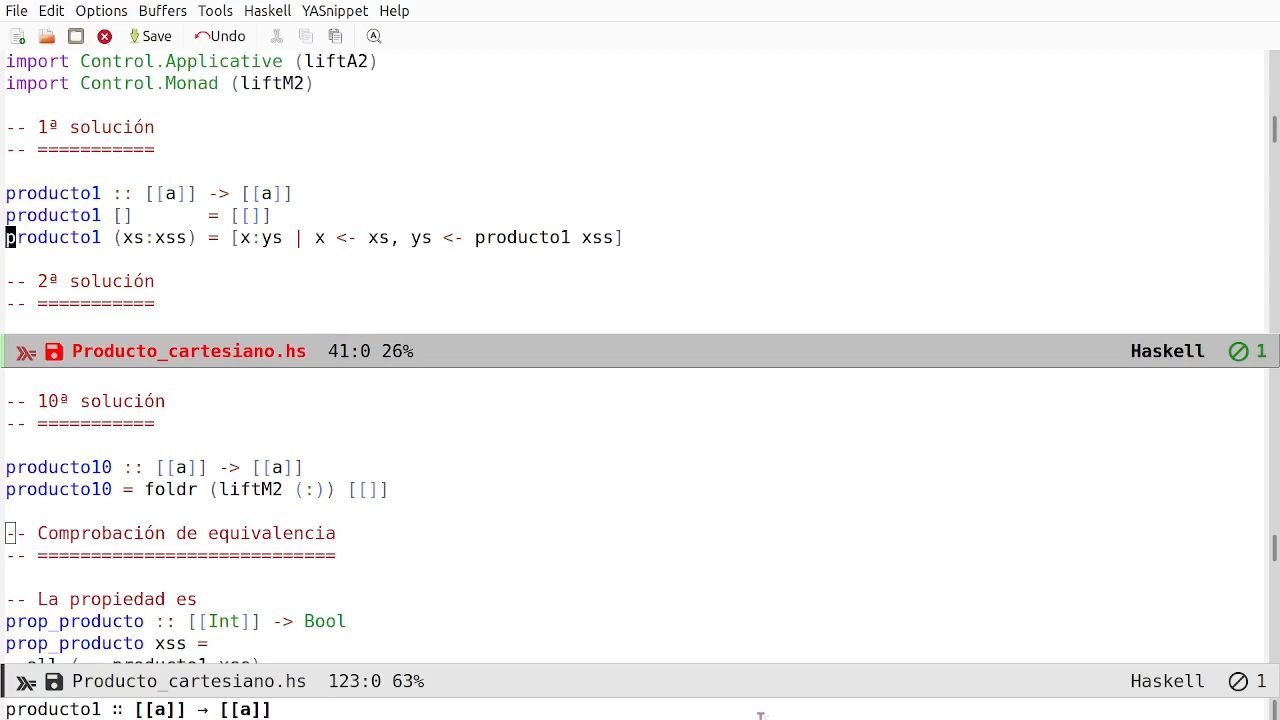 File Edit Options Buffers Tools Haskell YASnippet Help
Save Undo
import Control.Applicative (liftA2)
import Control.Monad (liftM2)
-- 1ª solución
-- ===========
producto1 :: [[a]] -> [[a]]
producto1 []       = [[]]
producto1 (xs:xss) = [x:ys | x <- xs, ys <- producto1 xss]
-- 2ª solución
-- ===========
Producto_cartesiano.hs 41:0 26% Haskell 1
-- 10ª solución
-- ===========
producto10 :: [[a]] -> [[a]]
producto10 = foldr (liftM2 (:)) [[]]
-- Comprobación de equivalencia
-- ============================
-- La propiedad es
prop_producto :: [[Int]] -> Bool
prop_producto xss =
Producto_cartesiano.hs 123:0 63% Haskell 1
producto1 ∷ [[a]] → [[a]]